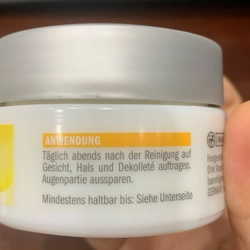 ANWENDUNG
Täglich abends nach der Reinigung auf
Gesicht, Hals und Dekolleté auftragen.
Augenpartie aussparen.
Mindestens haltbar bis: Siehe Unterseite